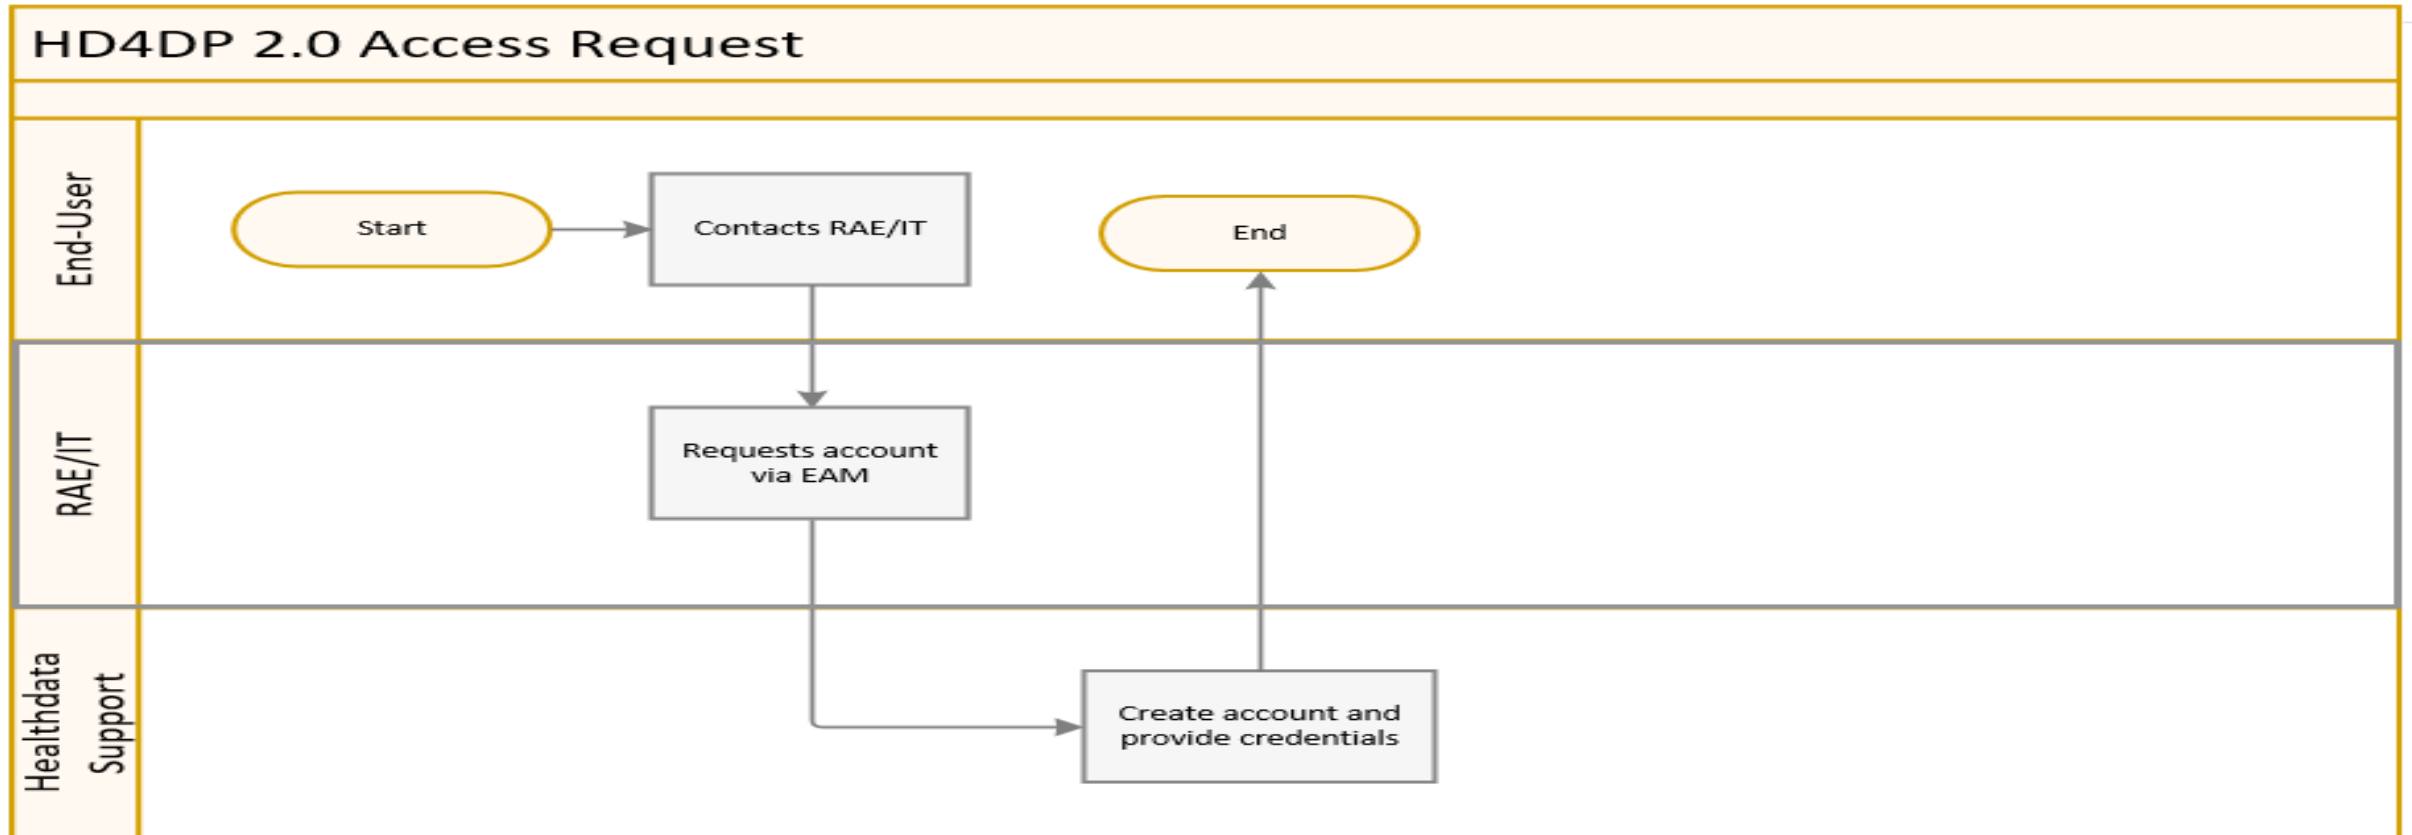 HD4DP 2.0 Access Request
End-User
Start
Contacts RAE/IT
End
RAE/IT
Requests account
via EAM
Healthdata
Support
Create account and
provide credentials